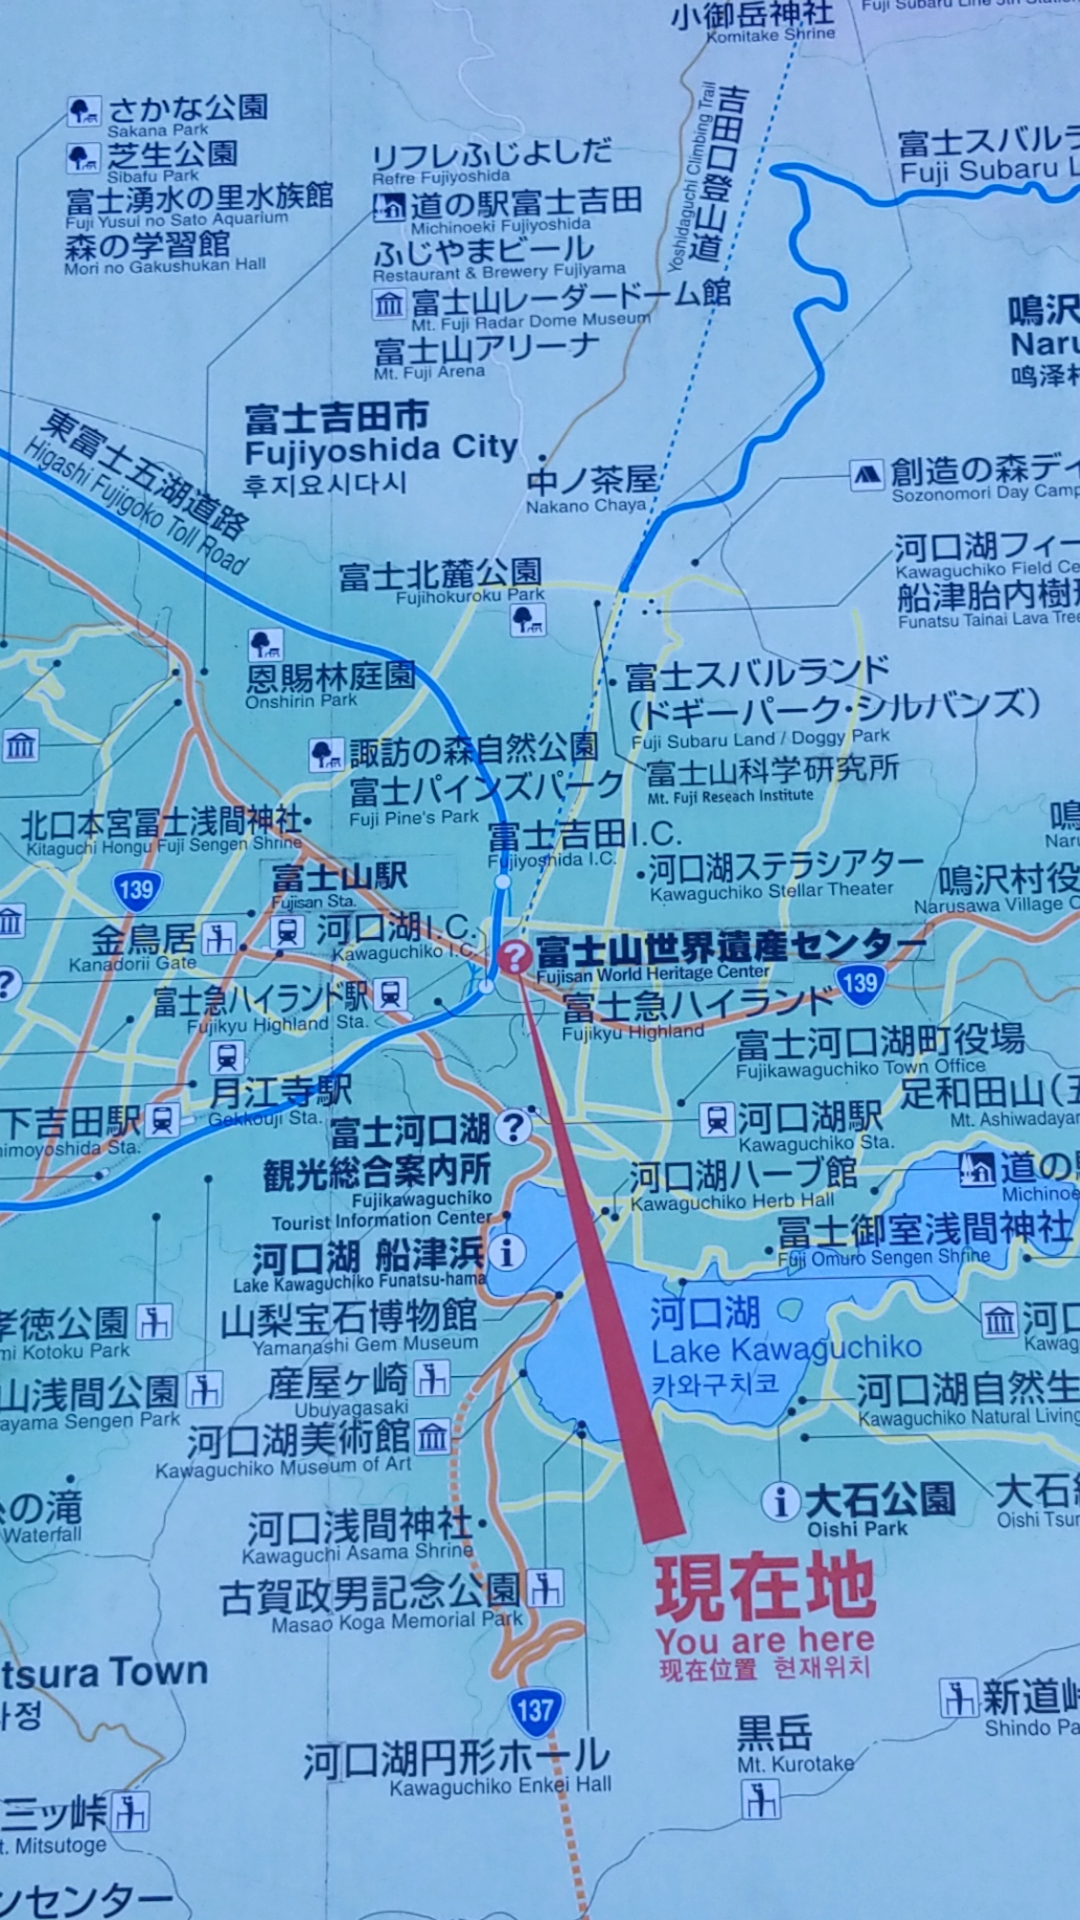 小御岳神社
Komitake Shrine
Fuji Subaru Line 5th Station
さかな公園
Sakana Park
芝生公園
Sibafu Park
富士湧水の里水族館
Fuji Yusui no Sato Aquarium
森の学習館
Mori no Gakushukan Hall
リフレふじよしだ
Refre Fujiyoshida
道の駅富士吉田
Michinoeki Fujiyoshida
ふじやまビール
Restaurant & Brewery Fujiyama
富士山レーダードーム館
Mt. Fuji Radar Dome Museum
富士山アリーナ
Mt. Fuji Arena
吉田口登山道
Yoshidaguchi Climbing Trail
富士スバルラ
Fuji Subaru L
鳴沢
Naru
鸣泽村
富士吉田市
Fujiyoshida City
후지요시다시
東富士五湖道路
Higashi Fujigoko Toll Road
中ノ茶屋
Nakano Chaya
創造の森デイ
Sozonomori Day Camp
河口湖フィー
Kawaguchiko Field Ce
船津胎内樹形
Funatsu Tainai Lava Tree
富士北麓公園
Fujihokuroku Park
恩賜林庭園
Onshirin Park
富士スバルランド
(ドギーパーク・シルバンズ)
Fuji Subaru Land / Doggy Park
富士山科学研究所
Mt. Fuji Reseach Institute
諏訪の森自然公園
富士パインズパーク
Fuji Pine's Park
北口本宮冨士浅間神社
Kitaguchi Hongu Fuji Sengen Shrine
富士吉田I.C.
Fujiyoshida I.C.
河口湖ステラシアター
Kawaguchiko Stellar Theater
鳴
Naru
鳴沢村役
Narusawa Village O
139
富士山駅
Fujisan Sta.
河口湖I.C.
Kawaguchiko I.C.
金鳥居
Kanadorii Gate
?
?
富士山世界遺産センター
Fujisan World Heritage Center
139
富士急ハイランド駅
Fujikyu Highland Sta.
富士急ハイランド
Fujikyu Highland
富士河口湖町役場
Fujikawaguchiko Town Office
月江寺駅
Gekkouji Sta.
下吉田駅
himoyoshida Sta.
河口湖駅
Kawaguchiko Sta.
足和田山(五
Mt. Ashiwadayam
富士河口湖
観光総合案内所
?
Fujikawaguchiko
Tourist Information Center
河口湖ハーブ館
Kawaguchiko Herb Hall
道の駅
Michinoe
富士御室浅間神社
Fuji Omuro Sengen Shrine
河口湖 船津浜
Lake Kawaguchiko Funatsu-hama
i
山梨宝石博物館
Yamanashi Gem Museum
河口湖
Lake Kawaguchiko
카와구치코
河口
Kawag
孝徳公園
mi Kotoku Park
山浅間公園
ayama Sengen Park
産屋ヶ崎
Ubuyagasaki
河口湖美術館
Kawaguchiko Museum of Art
河口湖自然生
Kawaguchiko Natural Living
の滝
Waterfall
i
大石公園
Oishi Park
大石紬
Oishi Tsum
河口浅間神社
Kawaguchi Asama Shrine
古賀政男記念公園
Masao Koga Memorial Park
現在地
You are here
现在位置 현재위치
tsura Town
137
新道峠
Shindo Pa
河口湖円形ホール
Kawaguchiko Enkei Hall
黒岳
Mt. Kurotake
三ッ峠
t. Mitsutoge
ンセンター